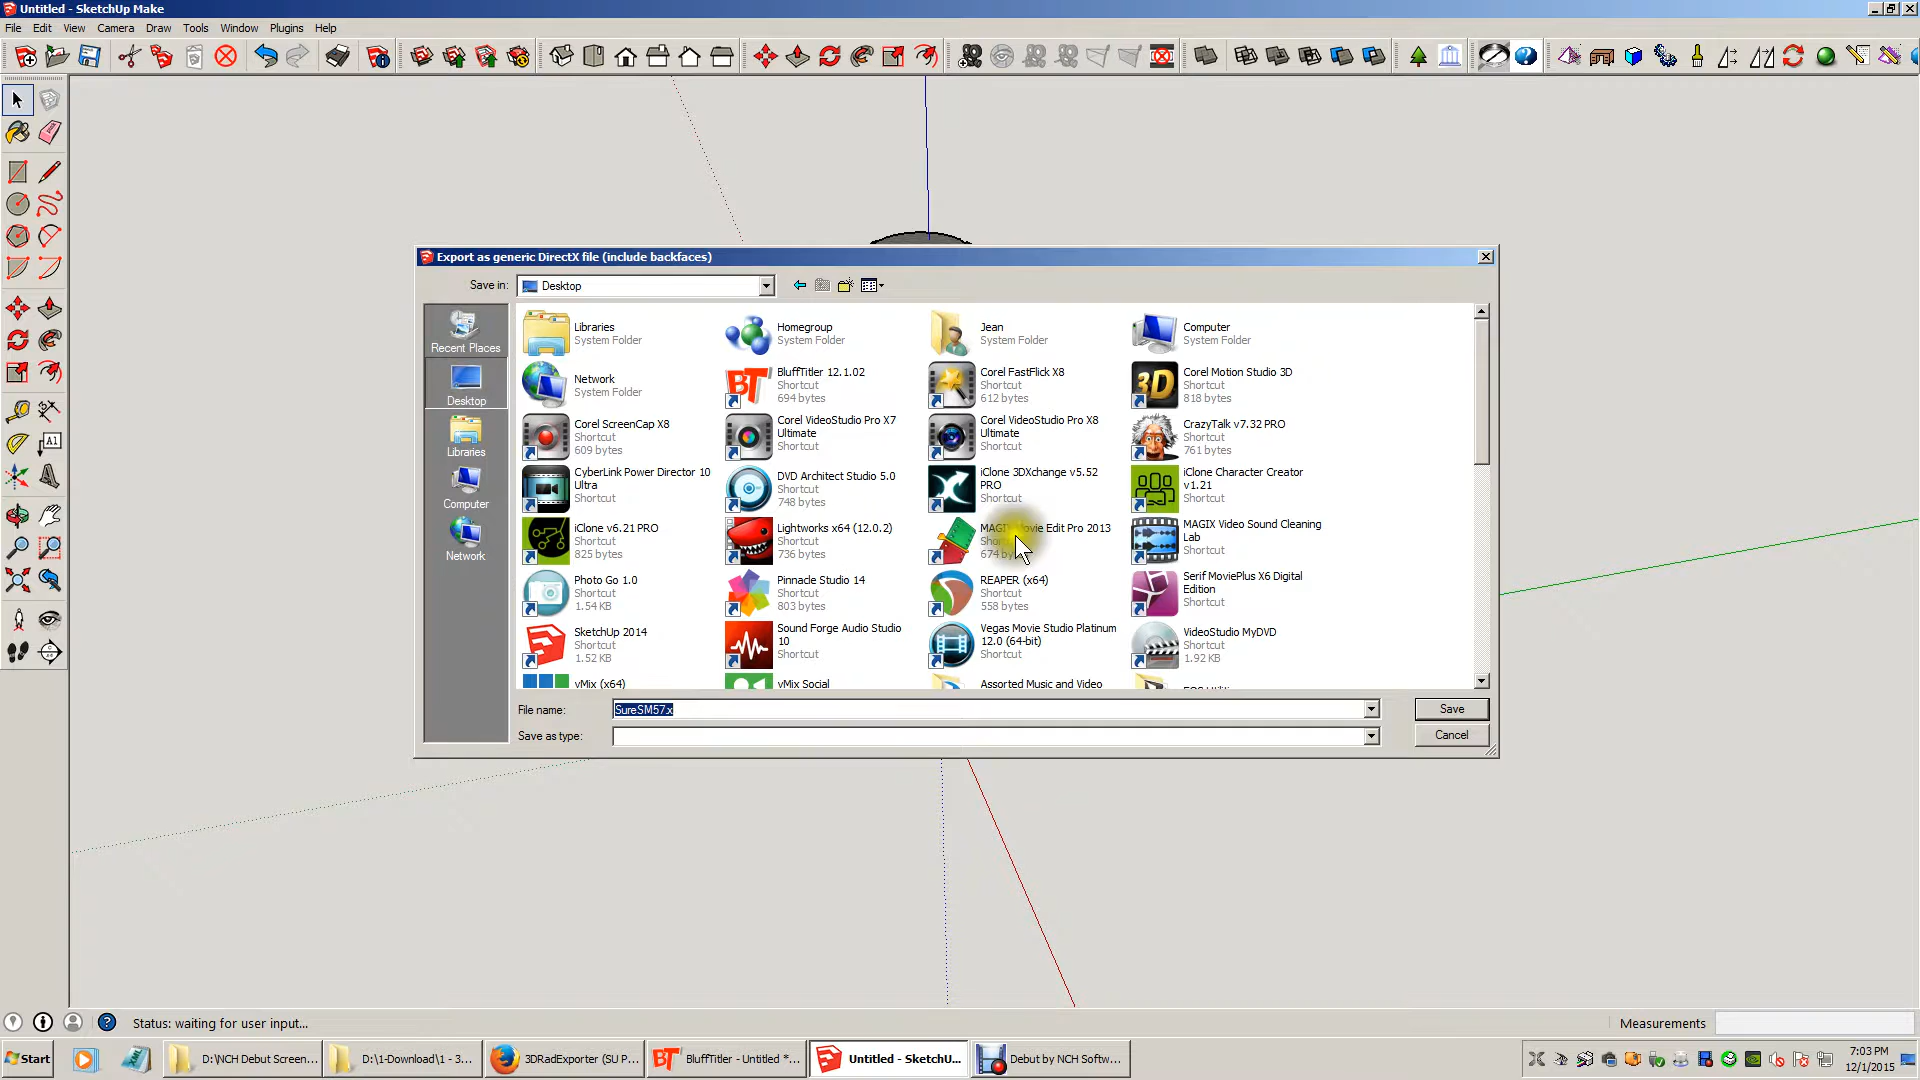 Untitled - SketchUp Make
File Edit View Camera Draw Tools Window Plugins Help
Export as generic DirectX file (include backfaces)
Save in: Desktop
Recent Places
Desktop
Libraries
Computer
Network
Libraries
System Folder
Homegroup
System Folder
Jean
System Folder
Computer
System Folder
Network
System Folder
BluffTitler 12.1.02
Shortcut
694 bytes
Corel FastFlick X8
Shortcut
612 bytes
Corel Motion Studio 3D
Shortcut
818 bytes
Corel ScreenCap X8
Shortcut
609 bytes
Corel VideoStudio Pro X7
Ultimate
Shortcut
Corel VideoStudio Pro X8
Ultimate
Shortcut
CrazyTalk v7.32 PRO
Shortcut
761 bytes
CyberLink Power Director 10
Ultra
Shortcut
DVD Architect Studio 5.0
Shortcut
748 bytes
iClone 3DXchange v5.52
PRO
Shortcut
iClone Character Creator
v1.21
Shortcut
iClone v6.21 PRO
Shortcut
825 bytes
Lightworks x64 (12.0.2)
Shortcut
736 bytes
MAGIX Movie Edit Pro 2013
Shortcut
674 bytes
MAGIX Video Sound Cleaning
Lab
Shortcut
Photo Go 1.0
Shortcut
1.54 KB
Pinnacle Studio 14
Shortcut
803 bytes
REAPER (x64)
Shortcut
558 bytes
Serif MoviePlus X6 Digital
Edition
Shortcut
SketchUp 2014
Shortcut
1.52 KB
Sound Forge Audio Studio
10
Shortcut
Vegas Movie Studio Platinum
12.0 (64-bit)
Shortcut
VideoStudio MyDVD
Shortcut
1.92 KB
vMix (x64)
vMix Social
Assorted Music and Video
File name: SureSM57.x
Save
Save as type:
Cancel
Status: waiting for user input...
Measurements
Start
D:\NCH Debut Screen...
D:\1-Download\1 - 3...
3DRadExporter (SU P...
BluffTitler - Untitled *...
Untitled - SketchU...
Debut by NCH Softw...
7:03 PM
12/1/2015